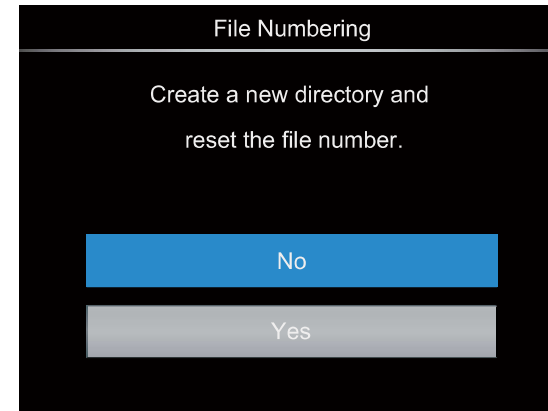 File Numbering
Create a new directory and
reset the file number.
No
Yes